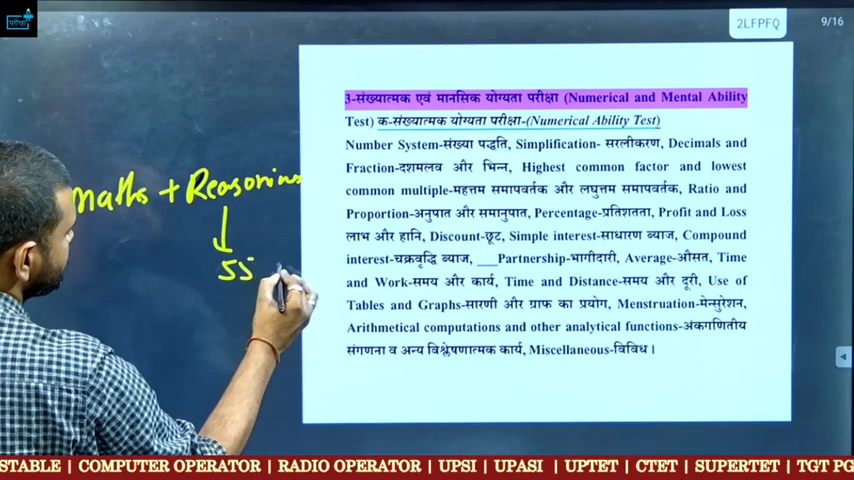 परीक्षा
2LFPFQ
9/16
3-संख्यात्मक एवं मानसिक योग्यता परीक्षा (Numerical and Mental Ability
Test) क-संख्यात्मक योग्यता परीक्षा-(Numerical Ability Test)
Number System-संख्या पद्धति, Simplification- सरलीकरण, Decimals and
Fraction-दशमलव और भिन्न, Highest common factor and lowest
common multiple-महत्तम समापवर्तक और लघुत्तम समापवर्तक, Ratio and
Proportion-अनुपात और समानुपात, Percentage-प्रतिशतता, Profit and Loss
लाभ और हानि, Discount-छूट, Simple interest-साधारण ब्याज, Compound
interest-चक्रवृद्धि ब्याज, ___Partnership-भागीदारी, Average-औसत, Time
and Work-समय और कार्य, Time and Distance-समय और दूरी, Use of
Tables and Graphs-सारणी और ग्राफ का प्रयोग, Menstruation-मेन्सुरेशन,
Arithmetical computations and other analytical functions-अंकगणितीय
संगणना व अन्य विश्लेषणात्मक कार्य, Miscellaneous-विविध।
Maths + Reasoning
55
STABLE | COMPUTER OPERATOR | RADIO OPERATOR | UPSI | UPASI | UPTET | CTET | SUPERTET | TGT PG